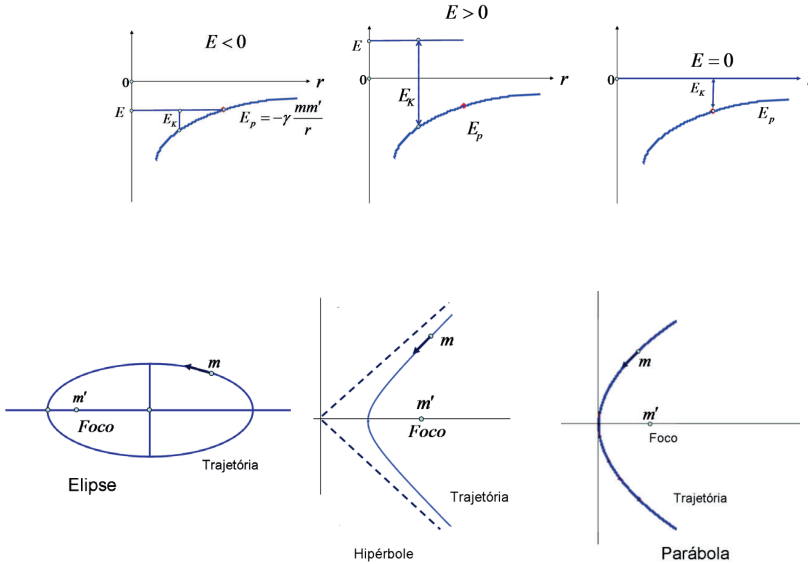 E < 0
0
r
E
E_K
E_p = -γ mm'/r
E > 0
E
0
r
E_K
E_p
E = 0
0
E_K
E_p
m
m'
Foco
Trajetória
Elipse
m
m'
Foco
Trajetória
Hipérbole
m
m'
Foco
Trajetória
Parábola